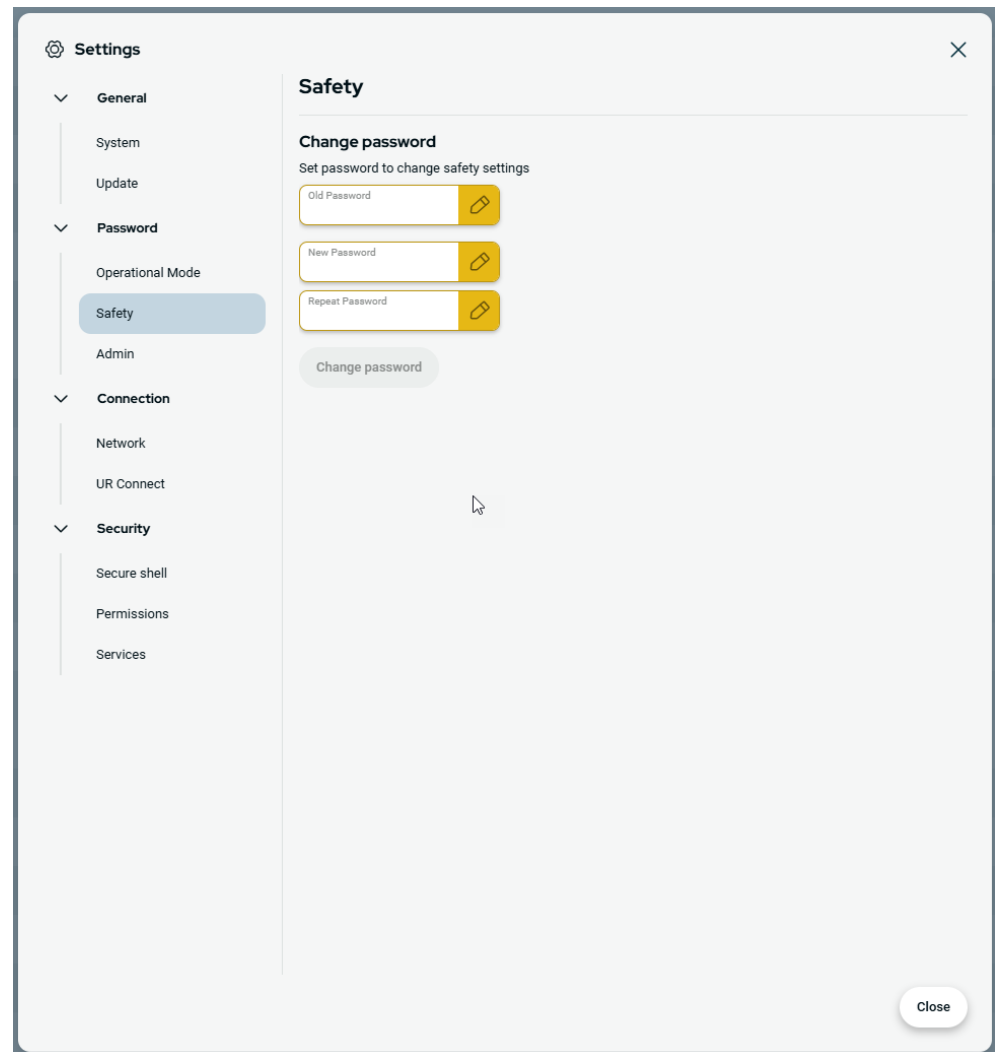 Settings
General
System
Update
Password
Operational Mode
Safety
Admin
Connection
Network
UR Connect
Security
Secure shell
Permissions
Services
Safety
Change password
Set password to change safety settings
Old Password
New Password
Repeat Password
Change password
Close